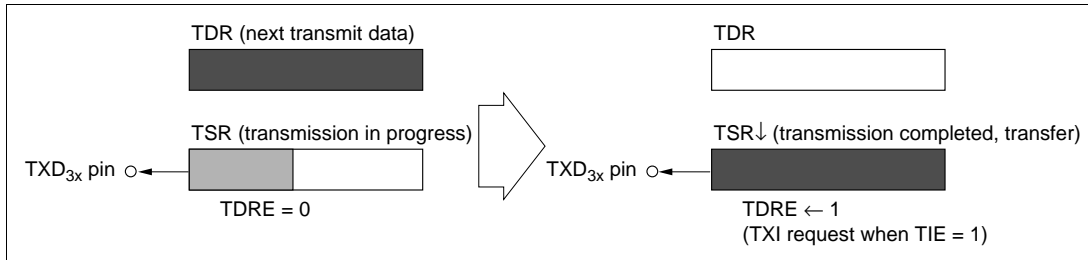 TDR (next transmit data)
TSR (transmission in progress)
TXD3x pin
TDRE = 0
TDR
TSR↓ (transmission completed, transfer)
TXD3x pin
TDRE ← 1
(TXI request when TIE = 1)